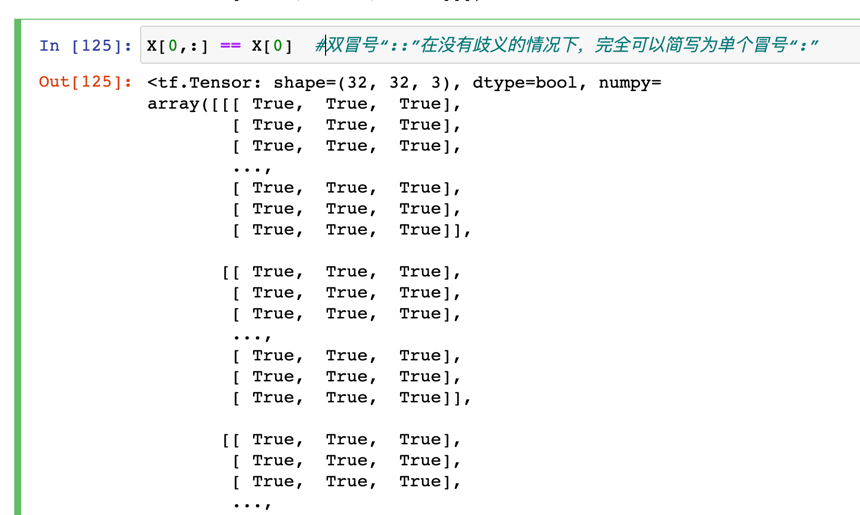 In [125]: X[0,:] == X[0] #双冒号“::”在没有歧义的情况下，完全可以简写为单个冒号“:”
Out[125]: <tf.Tensor: shape=(32, 32, 3), dtype=bool, numpy=
array([[[ True, True, True],
[ True, True, True],
[ True, True, True],
...,
[ True, True, True],
[ True, True, True],
[ True, True, True]],
[[ True, True, True],
[ True, True, True],
[ True, True, True],
...,
[ True, True, True],
[ True, True, True],
[ True, True, True]],
[[ True, True, True],
[ True, True, True],
[ True, True, True],
...,